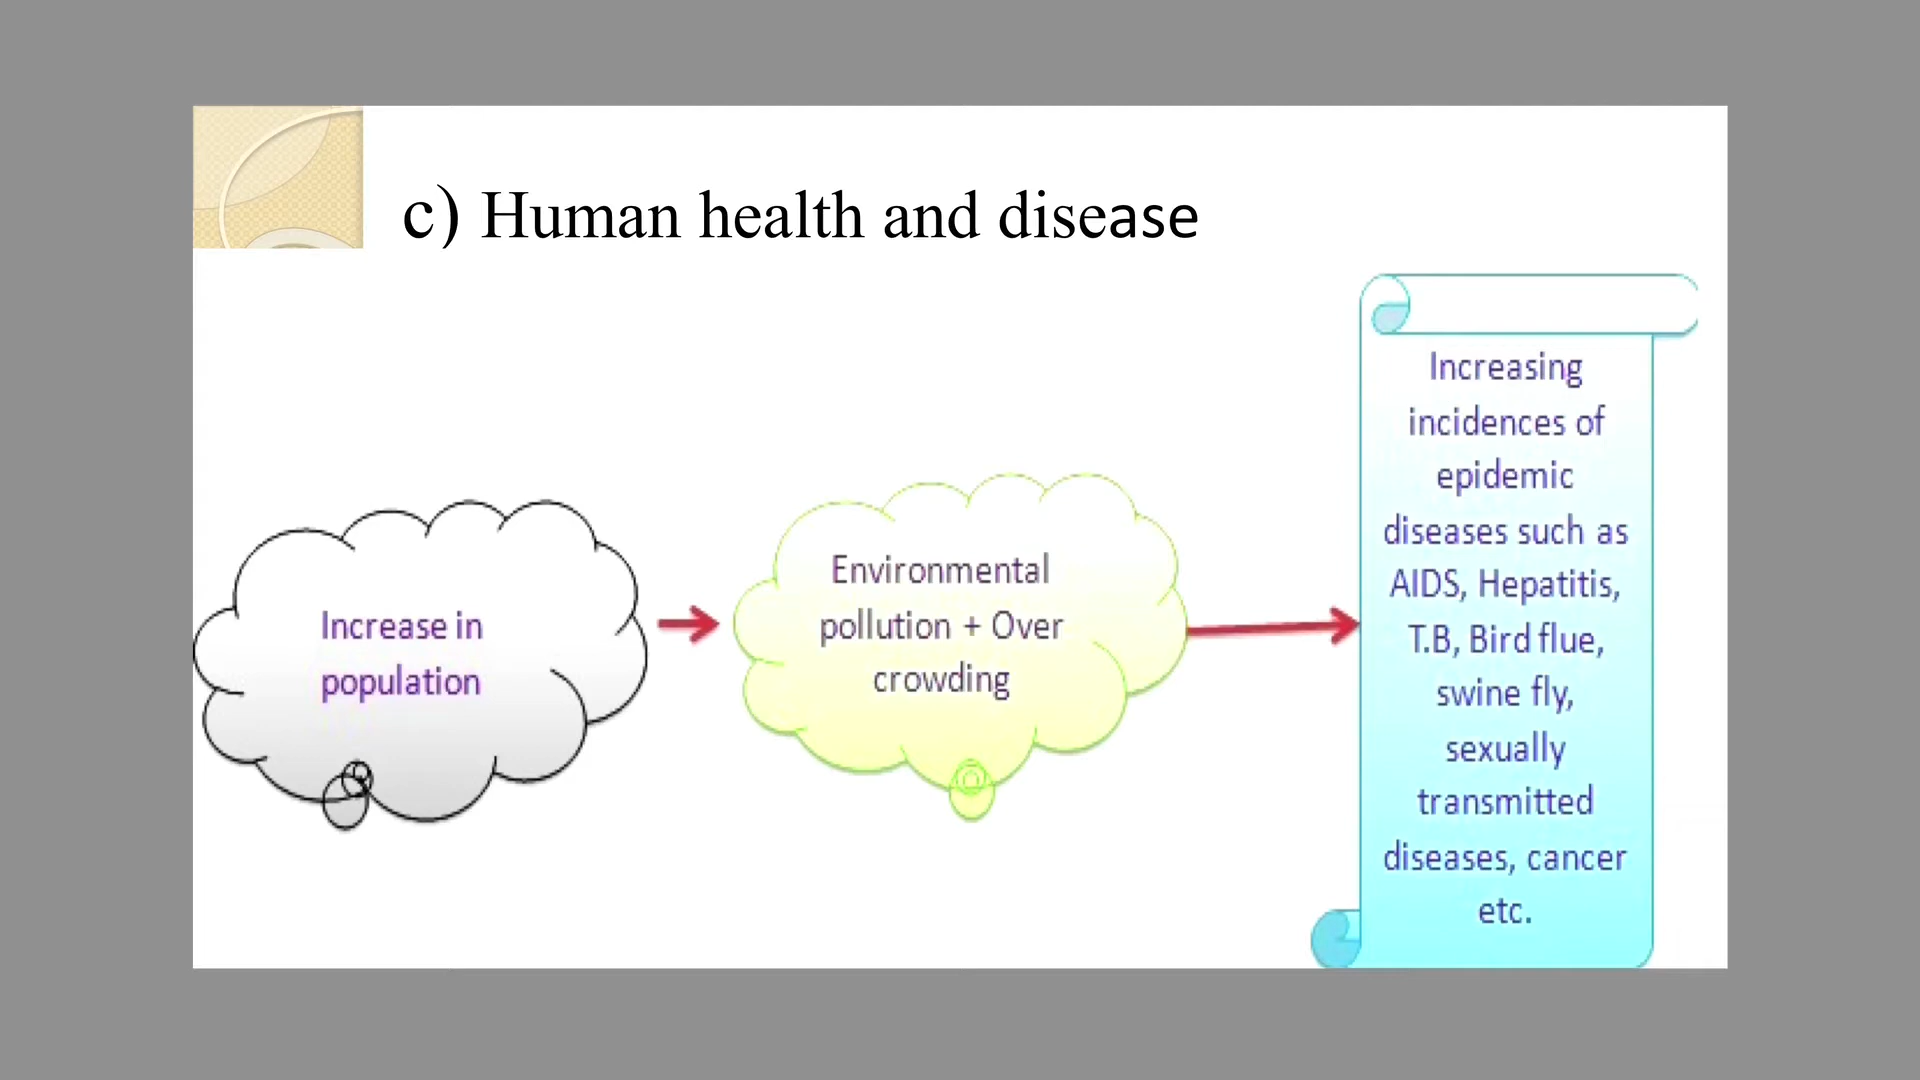 c) Human health and disease
Increase in
population
Environmental
pollution + Over
crowding
Increasing
incidences of
epidemic
diseases such as
AIDS, Hepatitis,
T.B, Bird flue,
swine fly,
sexually
transmitted
diseases, cancer
etc.